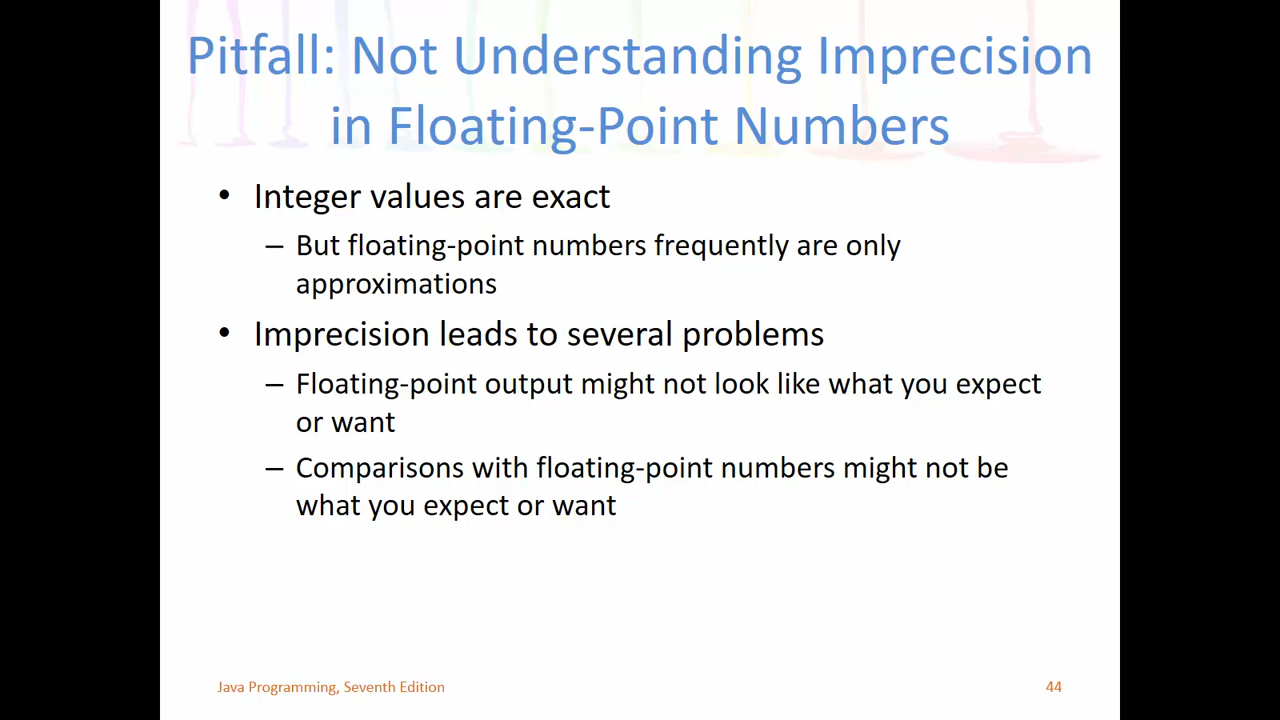 Pitfall: Not Understanding Imprecision
in Floating-Point Numbers
• Integer values are exact
– But floating-point numbers frequently are only
approximations
• Imprecision leads to several problems
– Floating-point output might not look like what you expect
or want
– Comparisons with floating-point numbers might not be
what you expect or want
Java Programming, Seventh Edition
44